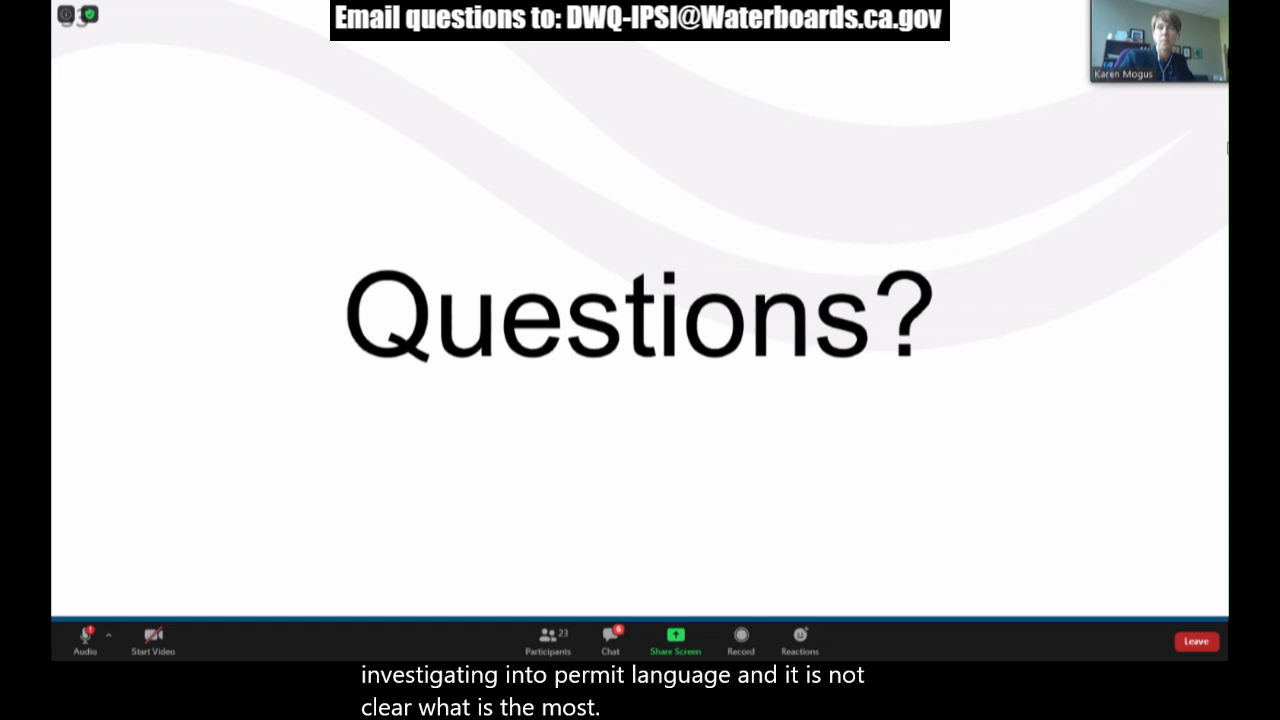 Email questions to: DWQ-IPSI@Waterboards.ca.gov
Karen Mogus
Questions?
23
6
Audio
Start Video
Participants
Chat
Share Screen
Record
Reactions
Leave
investigating into permit language and it is not
clear what is the most.